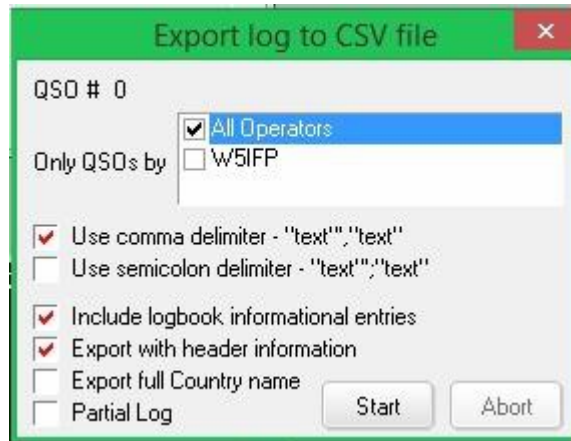 Export log to CSV file
QSO # 0
All Operators
Only QSOs by
W5IFP
Use comma delimiter - "text"',"text"
Use semicolon delimiter - "text"';"text"
Include logbook informational entries
Export with header information
Export full Country name
Partial Log
Start
Abort